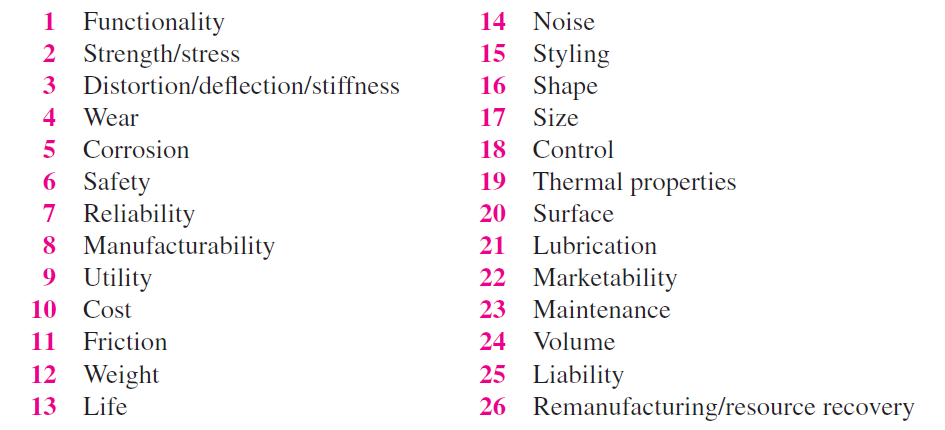 1 Functionality
2 Strength/stress
3 Distortion/deflection/stiffness
4 Wear
5 Corrosion
6 Safety
7 Reliability
8 Manufacturability
9 Utility
10 Cost
11 Friction
12 Weight
13 Life
14 Noise
15 Styling
16 Shape
17 Size
18 Control
19 Thermal properties
20 Surface
21 Lubrication
22 Marketability
23 Maintenance
24 Volume
25 Liability
26 Remanufacturing/resource recovery